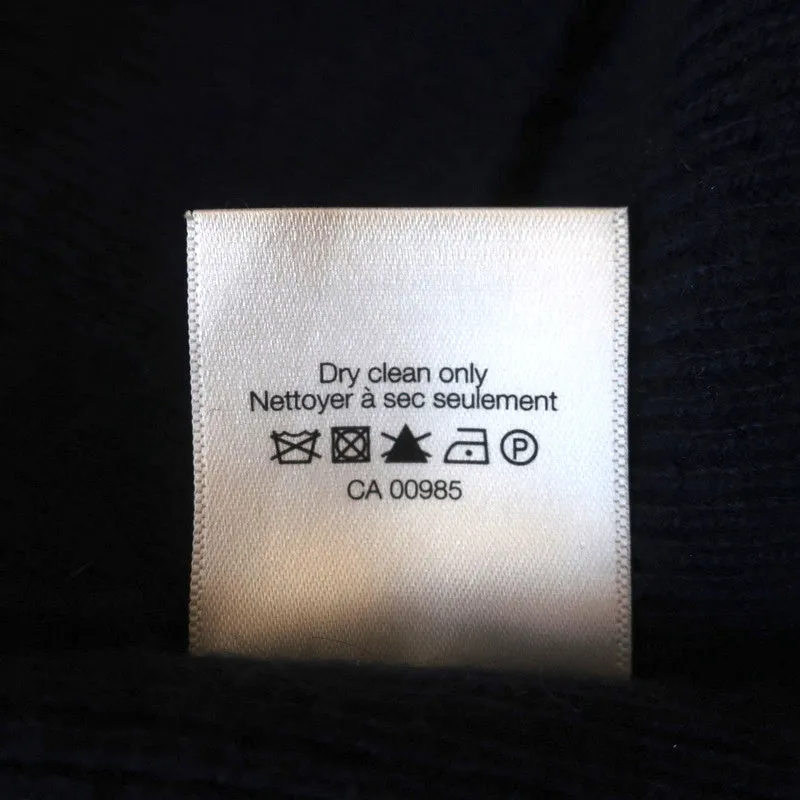 Dry clean only
Nettoyer à sec seulement
P
CA 00985